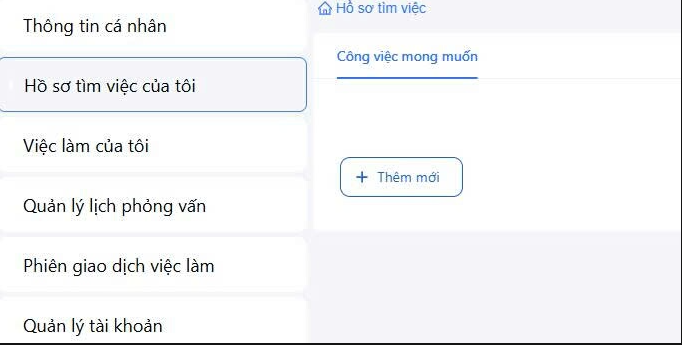 Thông tin cá nhân
Hồ sơ tìm việc của tôi
Việc làm của tôi
Quản lý lịch phỏng vấn
Phiên giao dịch việc làm
Quản lý tài khoản
Hồ sơ tìm việc
Công việc mong muốn
+ Thêm mới